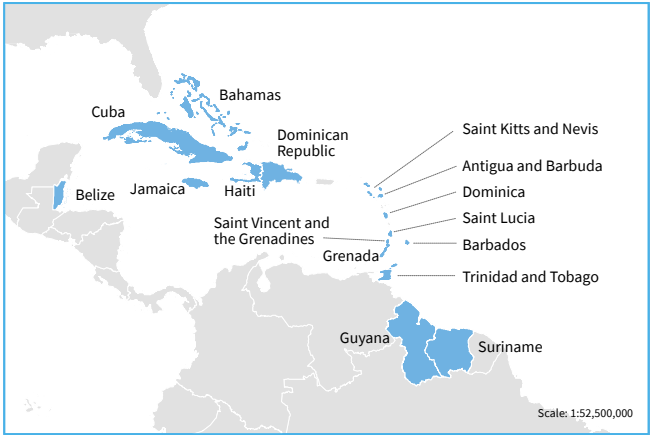 Bahamas
Cuba
Dominican
Republic
Saint Kitts and Nevis
Antigua and Barbuda
Belize
Jamaica
Haiti
Dominica
Saint Lucia
Saint Vincent and
the Grenadines
Barbados
Grenada
Trinidad and Tobago
Guyana
Suriname
Scale: 1:52,500,000